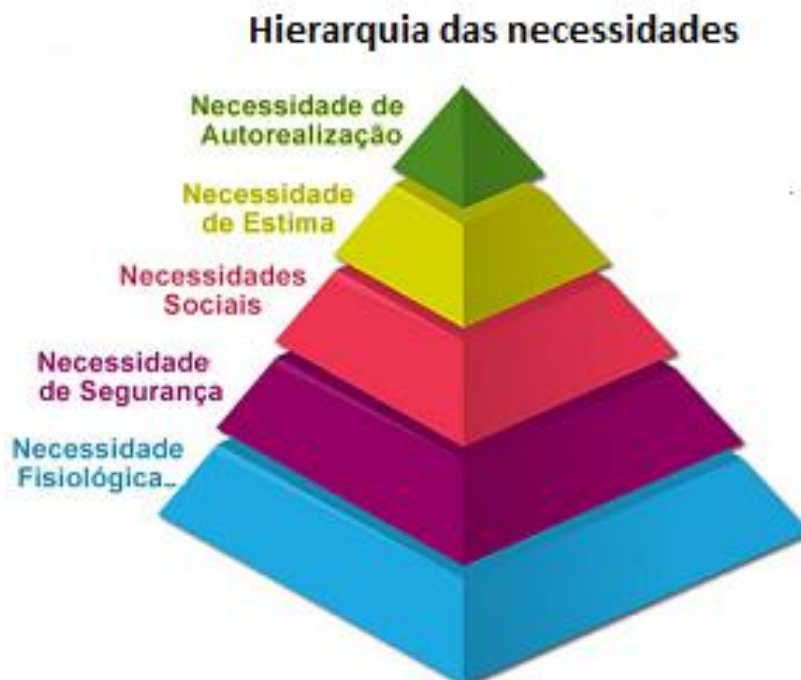 Hierarquia das necessidades
Necessidade de
Autorealização
Necessidade
de Estima
Necessidades
Sociais
Necessidade
de Segurança
Necessidade
Fisiológica..